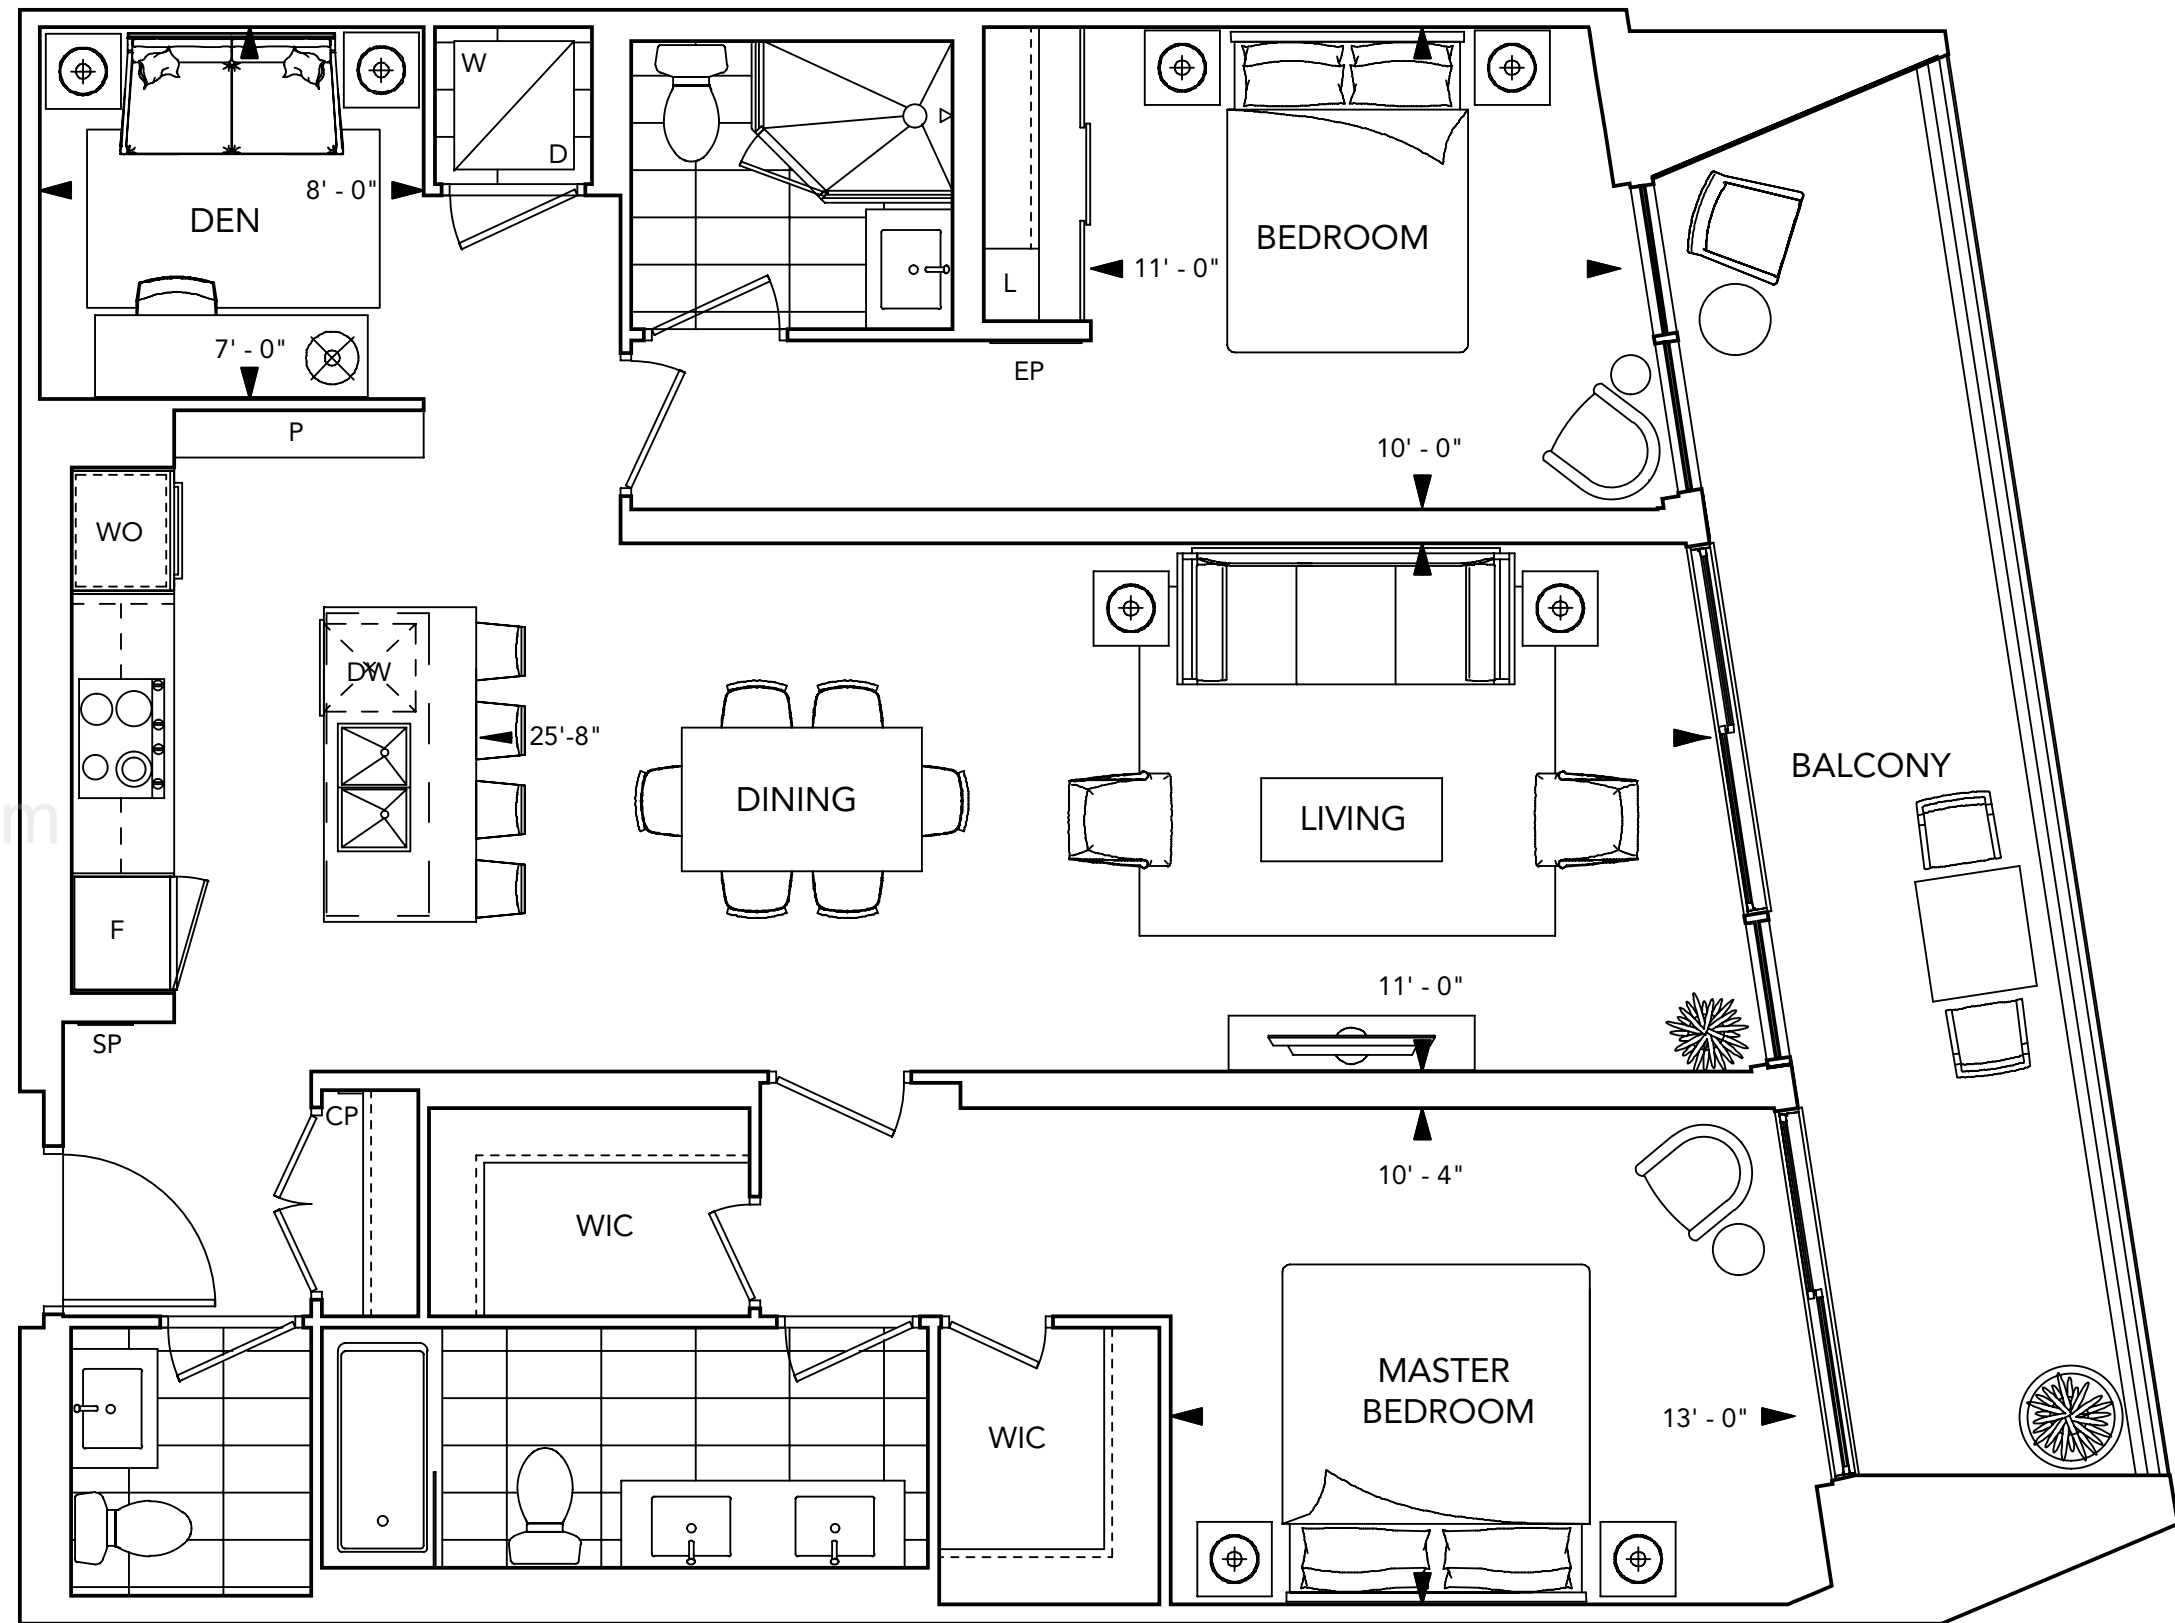 W
D
8' - 0"
DEN
BEDROOM
11' - 0"
L
7' - 0"
EP
P
10' - 0"
WO
DW
25'-8"
BALCONY
DINING
LIVING
m
F
11' - 0"
SP
CP
10' - 4"
WIC
MASTER
BEDROOM
13' - 0"
WIC